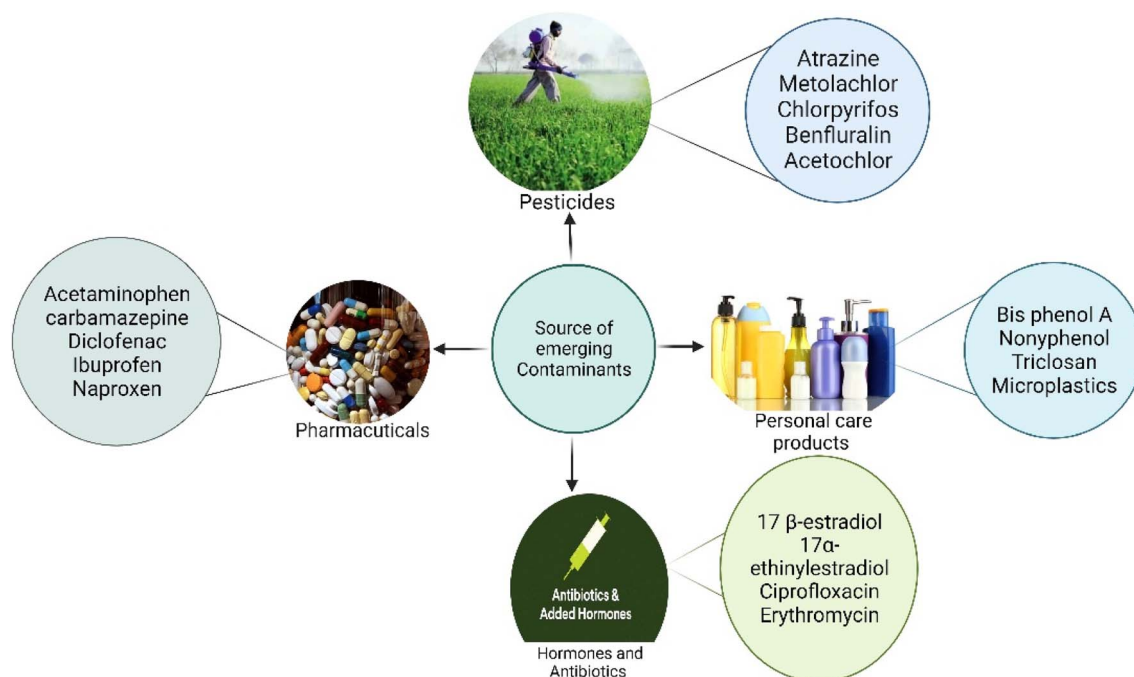 Atrazine
Metolachlor
Chlorpyrifos
Benfluralin
Acetochlor
Pesticides
Acetaminophen
carbamazepine
Diclofenac
Ibuprofen
Naproxen
Pharmacuticals
Source of
emerging
Contaminants
Bis phenol A
Nonyphenol
Triclosan
Microplastics
Personal care
products
Antibiotics &
Added Hormones
Hormones and
Antibiotics
17 β-estradiol
17α-
ethinylestradiol
Ciprofloxacin
Erythromycin